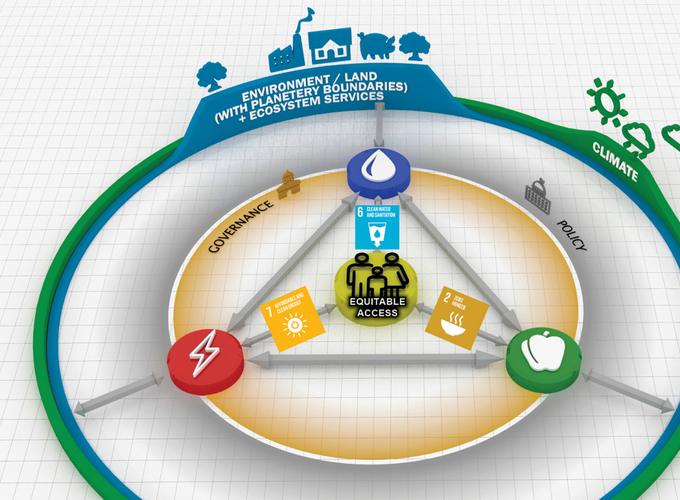 ENVIRONMENT / LAND
(WITH PLANETERY BOUNDARIES)
+ ECOSYSTEM SERVICES
CLIMATE
GOVERNANCE
POLICY
6 CLEAN WATER
AND SANITATION
EQUITABLE
ACCESS
7 AFFORDABLE AND
CLEAN ENERGY
2 ZERO
HUNGER